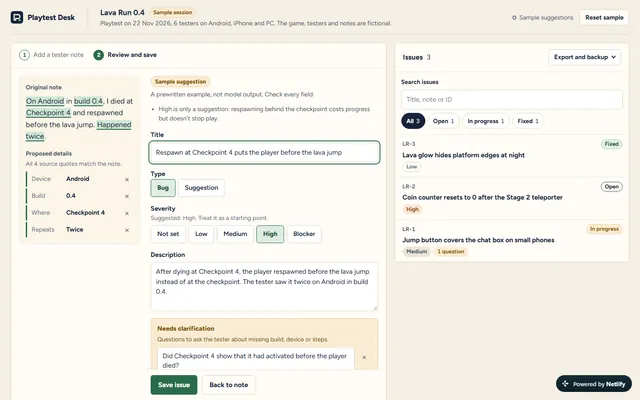 Playtest Desk
Lava Run 0.4 Sample session
Playtest on 22 Nov 2026, 6 testers on Android, iPhone and PC. The game, testers and notes are fictional.
Sample suggestions
Reset sample
1 Add a tester note 2 Review and save
Original note
On Android in build 0.4, I died at
Checkpoint 4 and respawned
before the lava jump. Happened
twice.
Proposed details
All 4 source quotes match the note.
Device Android ×
Build 0.4 ×
Where Checkpoint 4 ×
Repeats Twice ×
Sample suggestion
A prewritten example, not model output. Check every field.
• High is only a suggestion: respawning behind the checkpoint costs progress
but doesn't stop play.
Title
Respawn at Checkpoint 4 puts the player before the lava jump
Type
Bug Suggestion
Severity
Suggested: High. Treat it as a starting point.
Not set Low Medium High Blocker
Description
After dying at Checkpoint 4, the player respawned before the lava jump
instead of at the checkpoint. The tester saw it twice on Android in build
0.4.
Needs clarification
Questions to ask the tester about missing build, device or steps.
Did Checkpoint 4 show that it had activated before the player
died?
×
Save issue Back to note
Issues 3
Export and backup
Search issues
Title, note or ID
All 3 Open 1 In progress 1 Fixed 1
LR-3 Fixed
Lava glow hides platform edges at night
Low
LR-2 Open
Coin counter resets to 0 after the Stage 2 teleporter
High
LR-1 In progress
Jump button covers the chat box on small phones
Medium 1 question
Powered by Netlify